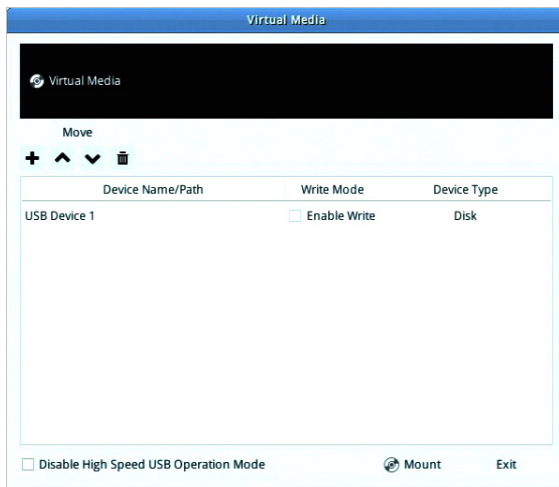 Virtual Media
Virtual Media
Move
Device Name/Path Write Mode Device Type
USB Device 1 Enable Write Disk
Disable High Speed USB Operation Mode Mount Exit